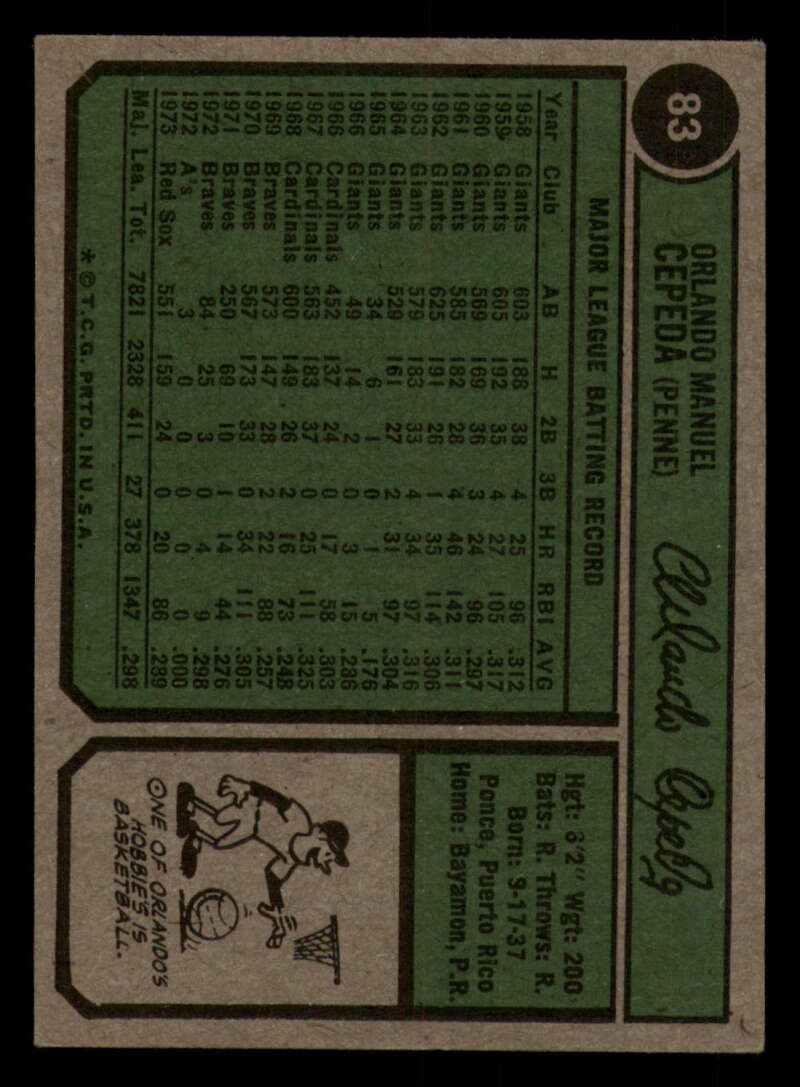 83
ORLANDO MANUEL
CEPEDA (PENNE)
Orlando Cepeda
MAJOR LEAGUE BATTING RECORD
Year Club AB H 2B 3B HR RBI AVG
1958 Giants 603 188 38 4 25 96 .312
1959 Giants 605 192 35 4 27 105 .317
1960 Giants 569 169 36 3 24 96 .297
1961 Giants 585 182 28 4 46 142 .311
1962 Giants 625 191 26 1 35 114 .306
1963 Giants 579 183 33 4 34 97 .316
1964 Giants 529 161 27 2 31 97 .304
1965 Giants 34 6 1 0 1 5 .176
1966 Giants 49 14 2 0 3 15 .286
1966 Cardinals 452 137 24 0 17 58 .303
1967 Cardinals 563 183 37 0 25 111 .325
1968 Cardinals 600 149 26 2 16 73 .248
1969 Braves 573 147 28 2 22 88 .257
1970 Braves 567 173 33 0 34 111 .305
1971 Braves 250 69 10 1 14 44 .276
1972 Braves 84 25 3 0 4 9 .298
1972 A's 3 0 0 0 0 0 .000
1973 Red Sox 551 159 24 0 20 86 .289
Maj. Lea. Tot. 7821 2328 411 27 378 1347 .298
* © T.C.G. PRTD. IN U.S.A.
Hgt: 6'2" Wgt: 200
Bats: R. Throws: R.
Born: 9-17-37
Ponce, Puerto Rico
Home: Bayamon, P.R.
ONE OF ORLANDO'S
HOBBIE'S IS
BASKETBALL.